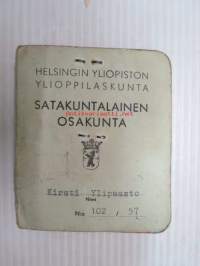 HELSINGIN YLIOPISTON
YLIOPPILASKUNTA
SATAKUNTALAINEN
OSAKUNTA
Kirsti Ylipaasto
Nimi
No 102 , 57